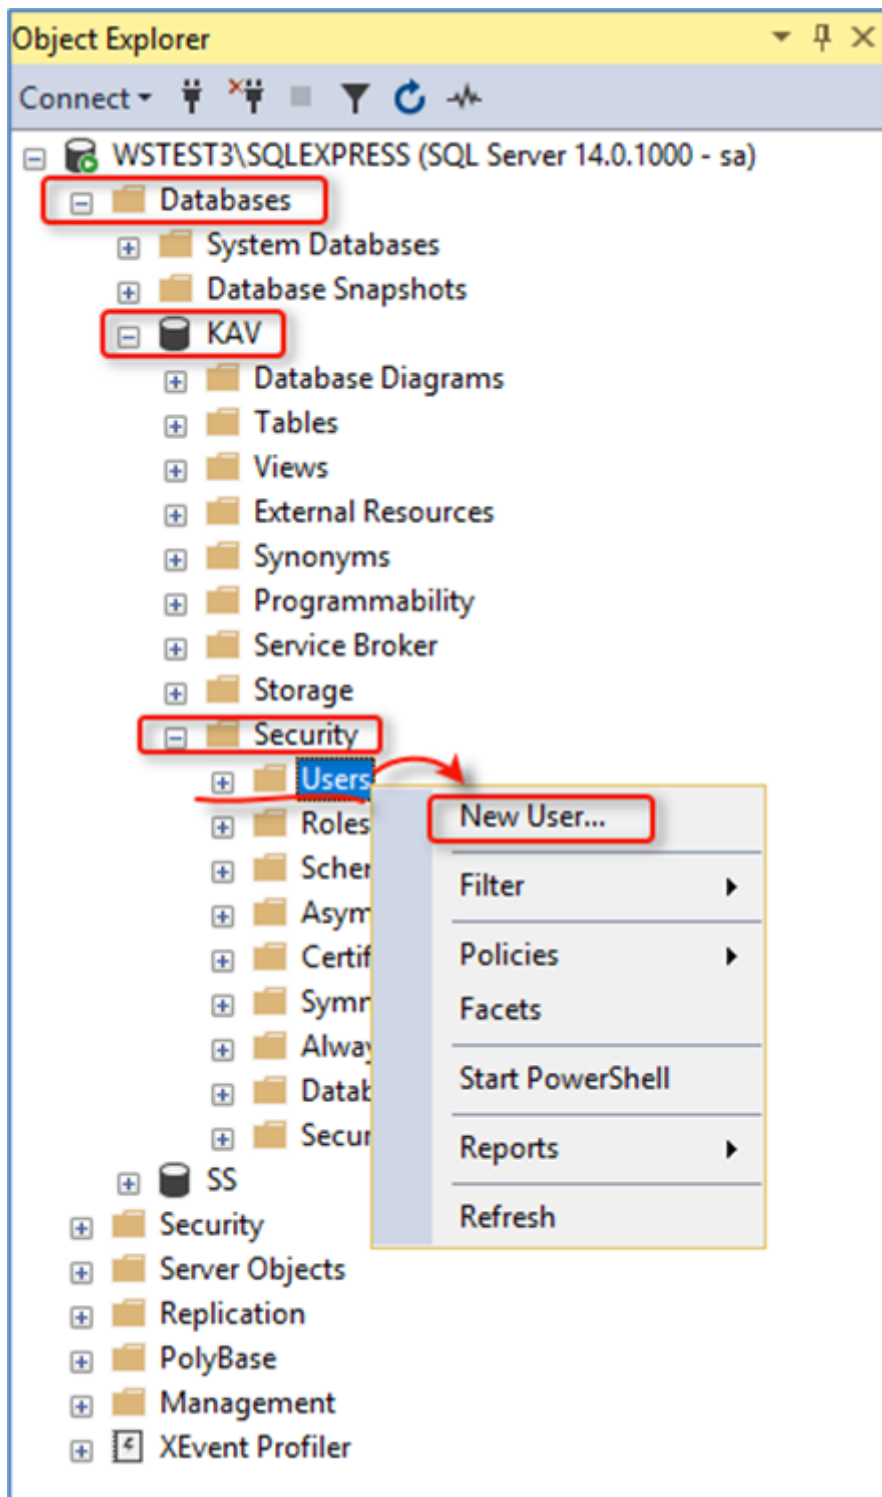 Object Explorer
Connect
WSTEST3\SQLEXPRESS (SQL Server 14.0.1000 - sa)
Databases
System Databases
Database Snapshots
KAV
Database Diagrams
Tables
Views
External Resources
Synonyms
Programmability
Service Broker
Storage
Security
Users
New User...
Roles
Filter
Policies
Facets
Start PowerShell
Reports
Refresh
SS
Security
Server Objects
Replication
PolyBase
Management
XEvent Profiler